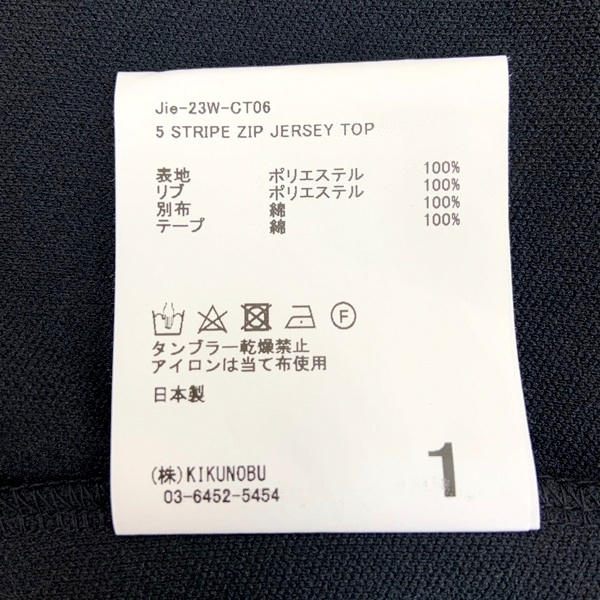 Jie-23W-CT06
5 STRIPE ZIP JERSEY TOP
表地 ポリエステル 100%
リブ ポリエステル 100%
別布 綿 100%
テープ 綿 100%
F
タンブラー乾燥禁止
アイロンは当て布使用
日本製
(株)KIKUNOBU
03-6452-5454
1